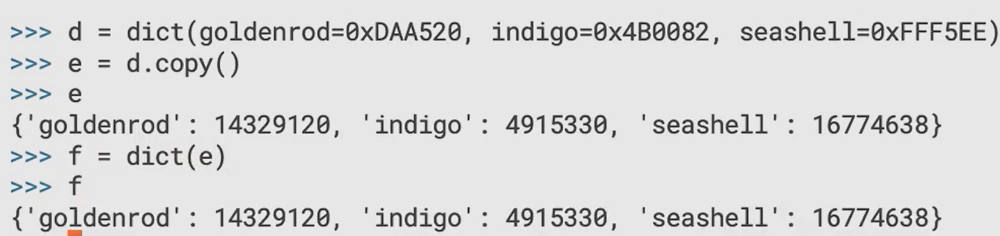 >>> d = dict(goldenrod=0xDAA520, indigo=0x4B0082, seashell=0xFFF5EE)
>>> e = d.copy()
>>> e
{'goldenrod': 14329120, 'indigo': 4915330, 'seashell': 16774638}
>>> f = dict(e)
>>> f
{'goldenrod': 14329120, 'indigo': 4915330, 'seashell': 16774638}